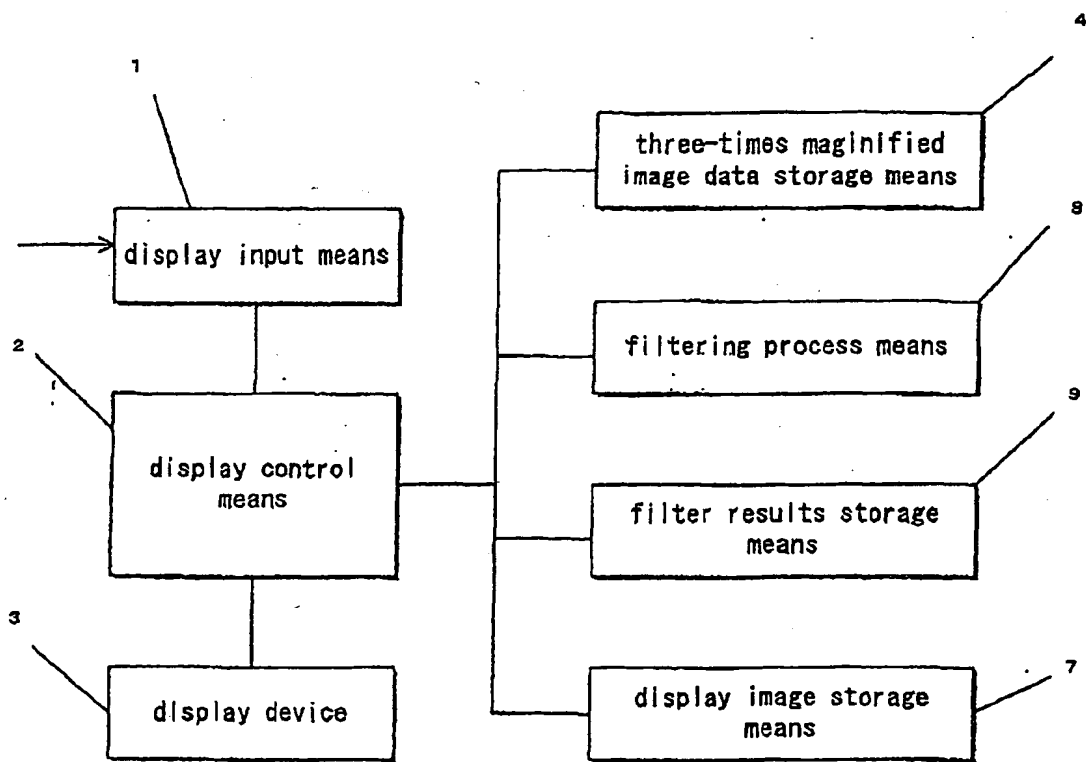 4
1
three-times maginified
image data storage means
8
display input means
filtering process means
2
9
display control
means
filter results storage
means
3
7
display device
display image storage
means